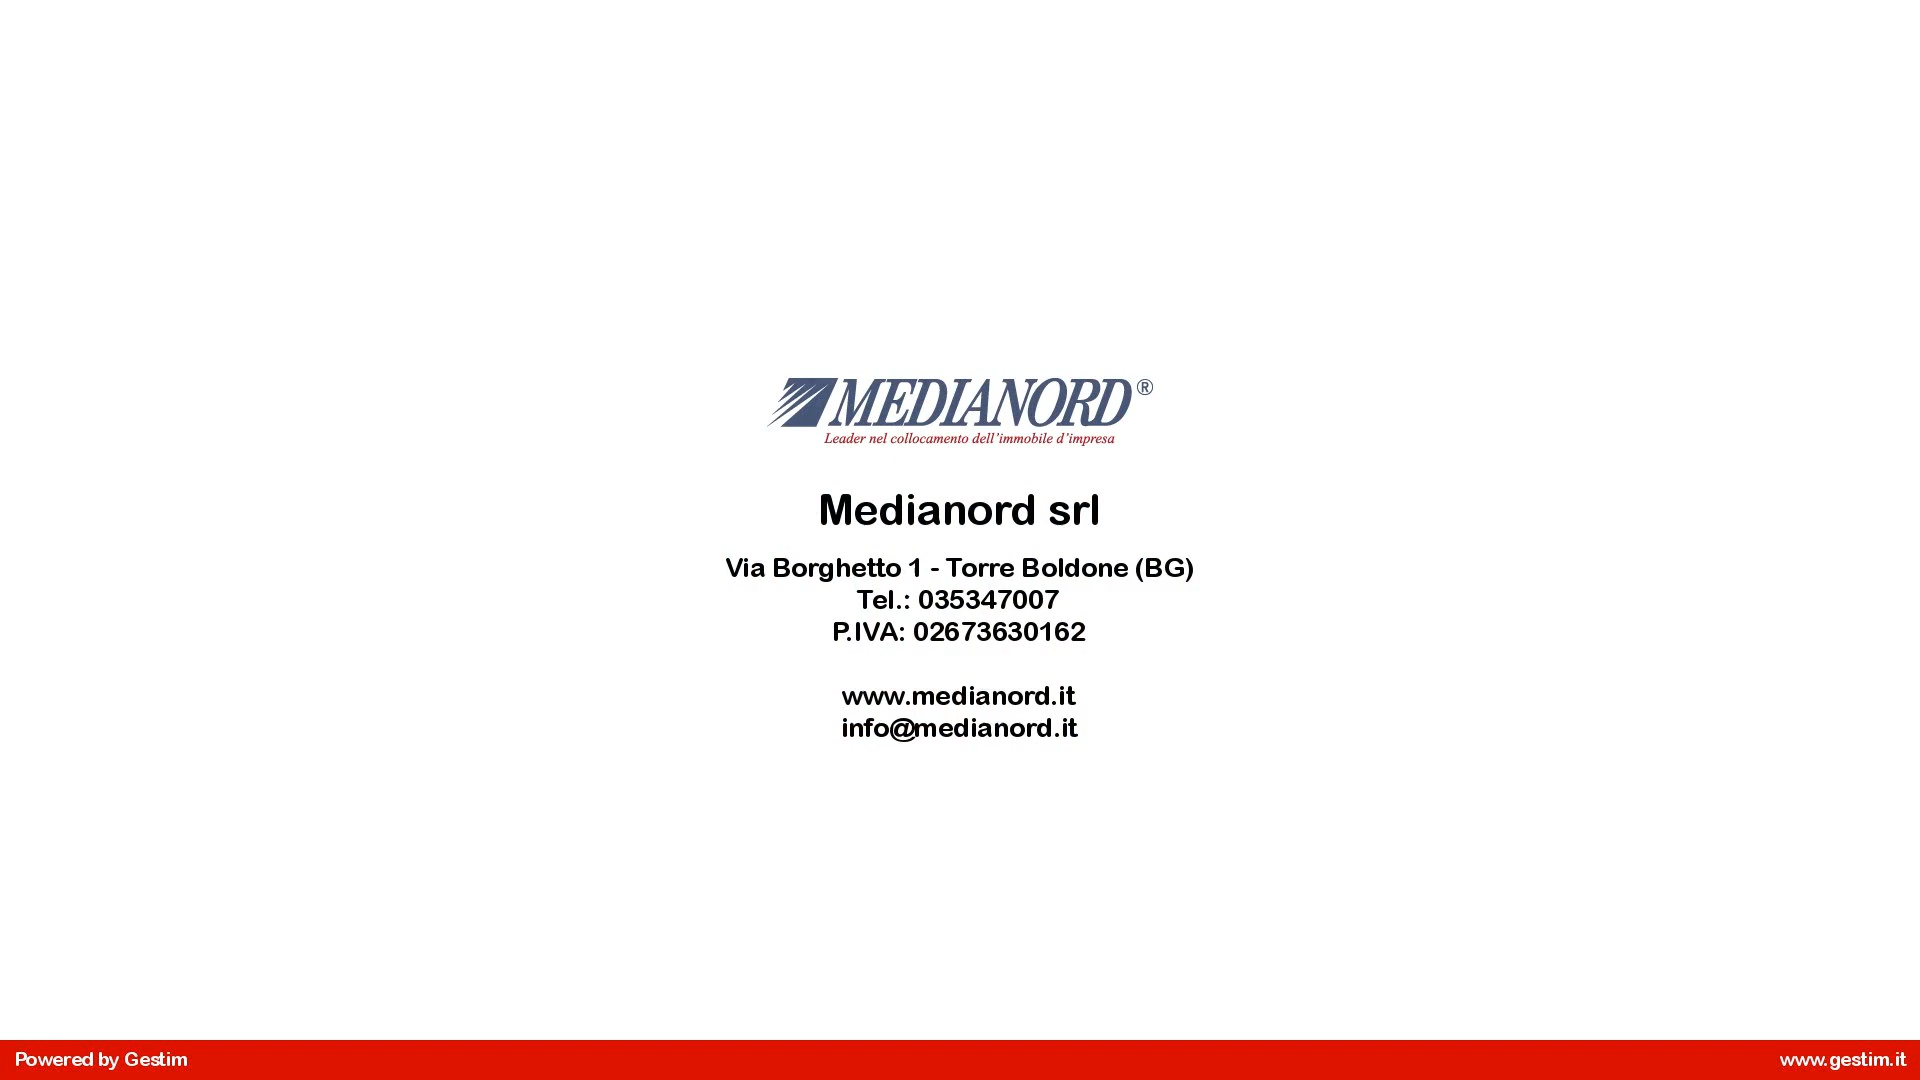 MEDIANORD®
Leader nel collocamento dell'immobile d'impresa
Medianord srl
Via Borghetto 1 - Torre Boldone (BG)
Tel.: 035347007
P.IVA: 02673630162
www.medianord.it
info@medianord.it
Powered by Gestim
www.gestim.it